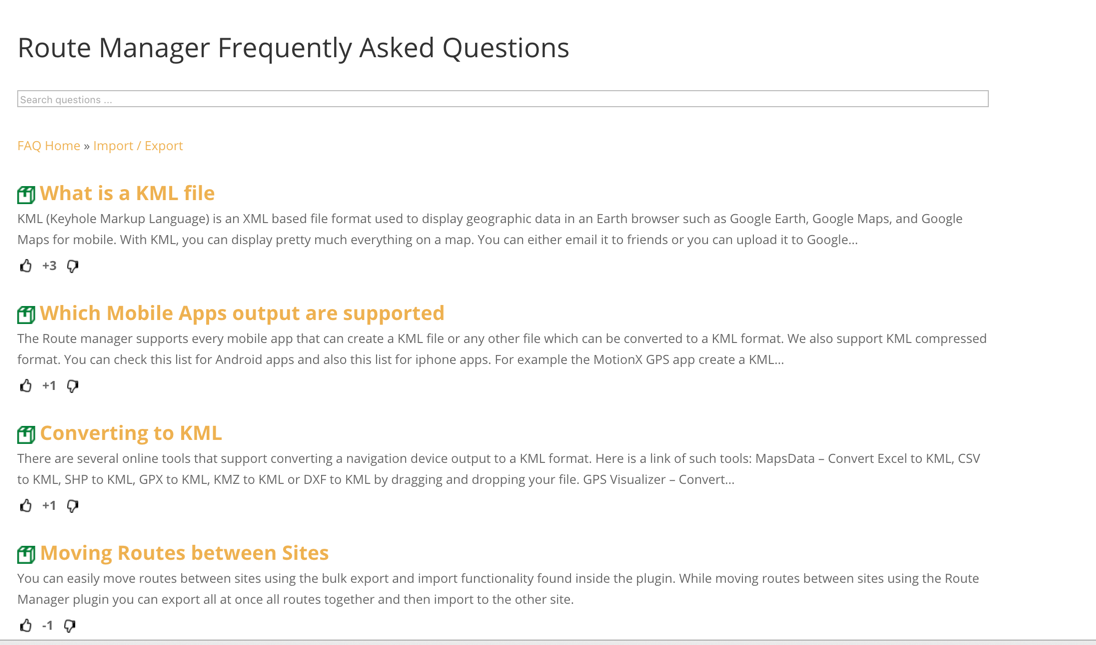 Route Manager Frequently Asked Questions
Search questions ...
FAQ Home » Import / Export
What is a KML file
KML (Keyhole Markup Language) is an XML based file format used to display geographic data in an Earth browser such as Google Earth, Google Maps, and Google
Maps for mobile. With KML, you can display pretty much everything on a map. You can either email it to friends or you can upload it to Google...
+3
Which Mobile Apps output are supported
The Route manager supports every mobile app that can create a KML file or any other file which can be converted to a KML format. We also support KML compressed
format. You can check this list for Android apps and also this list for iphone apps. For example the MotionX GPS app create a KML...
+1
Converting to KML
There are several online tools that support converting a navigation device output to a KML format. Here is a link of such tools: MapsData – Convert Excel to KML, CSV
to KML, SHP to KML, GPX to KML, KMZ to KML or DXF to KML by dragging and dropping your file. GPS Visualizer – Convert...
+1
Moving Routes between Sites
You can easily move routes between sites using the bulk export and import functionality found inside the plugin. While moving routes between sites using the Route
Manager plugin you can export all at once all routes together and then import to the other site.
-1